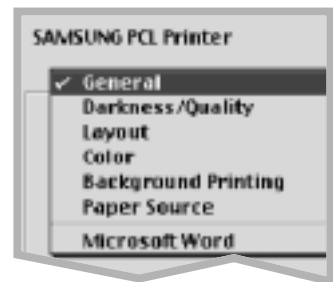 SAMSUNG PCL Printer
✓ General
Darkness/Quality
Layout
Color
Background Printing
Paper Source
Microsoft Word